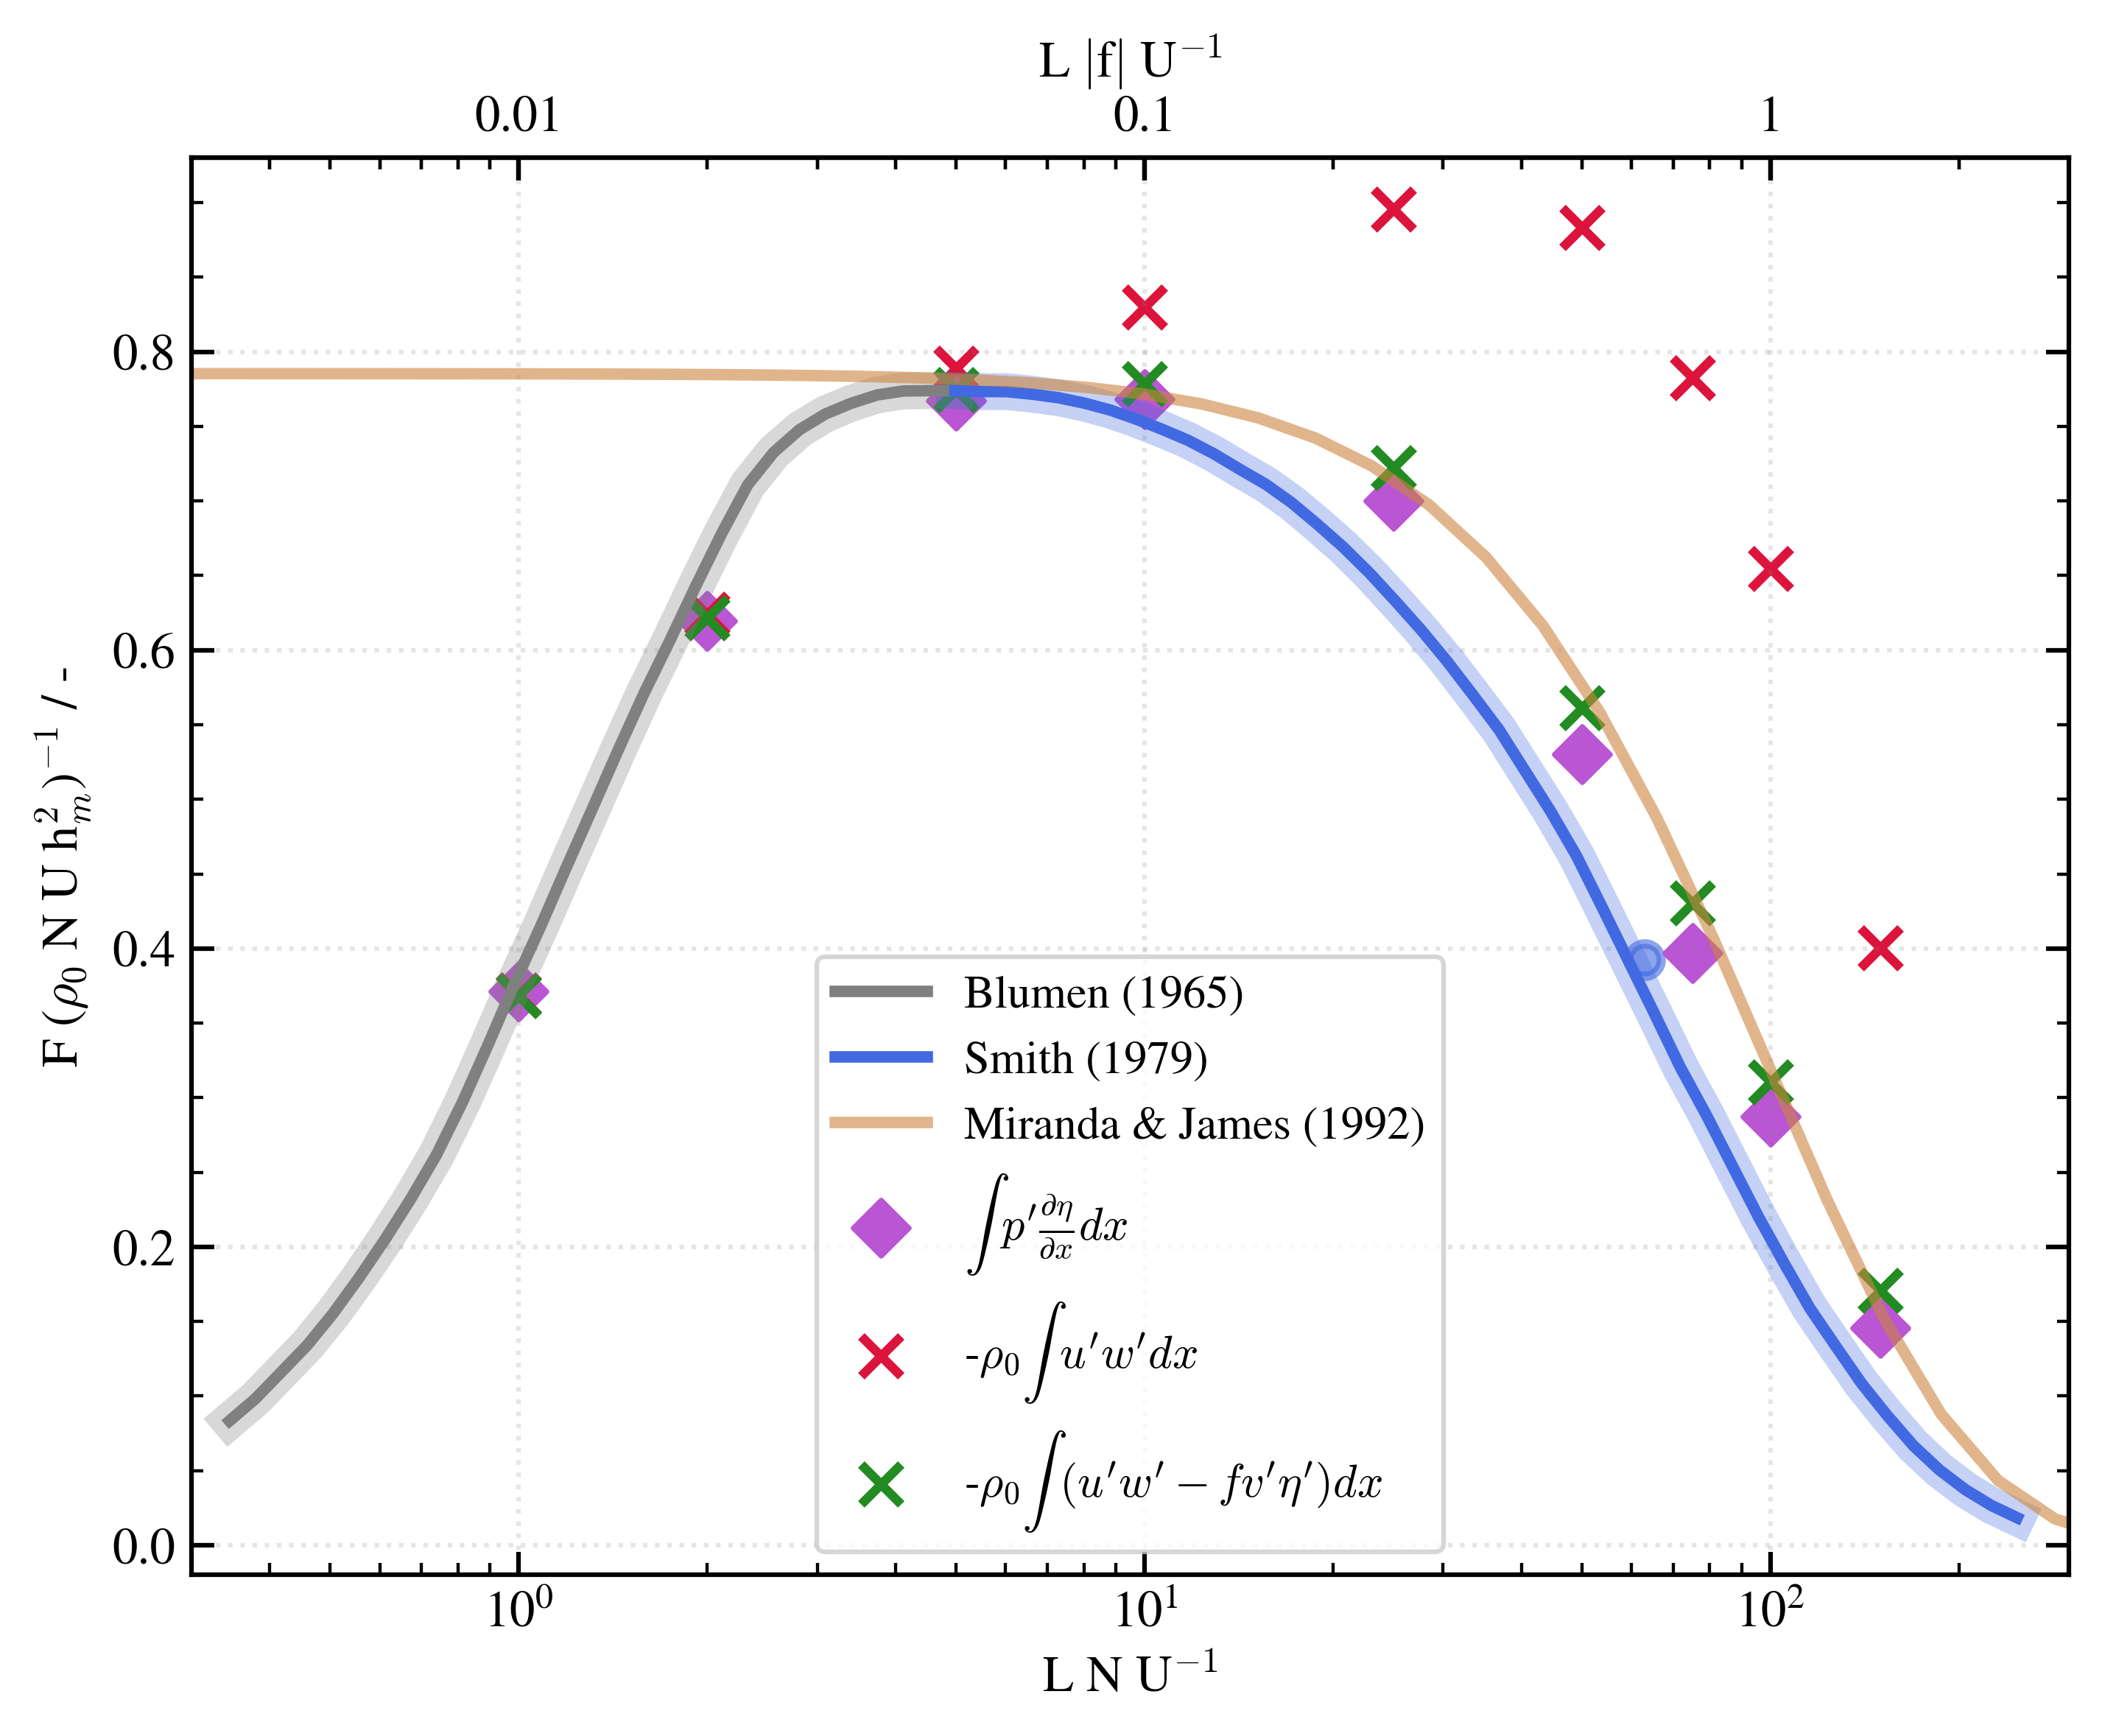 L |f| U⁻¹
0.01 0.1 1
0.8
0.6
0.4
0.2
0.0
F (ρ₀ N U h²ₘ)⁻¹ / -
Blumen (1965)
Smith (1979)
Miranda & James (1992)
∫p′∂η/∂x dx
-ρ₀∫u′w′dx
-ρ₀∫(u′w′ − fv′η′)dx
10⁰ 10¹ 10²
L N U⁻¹